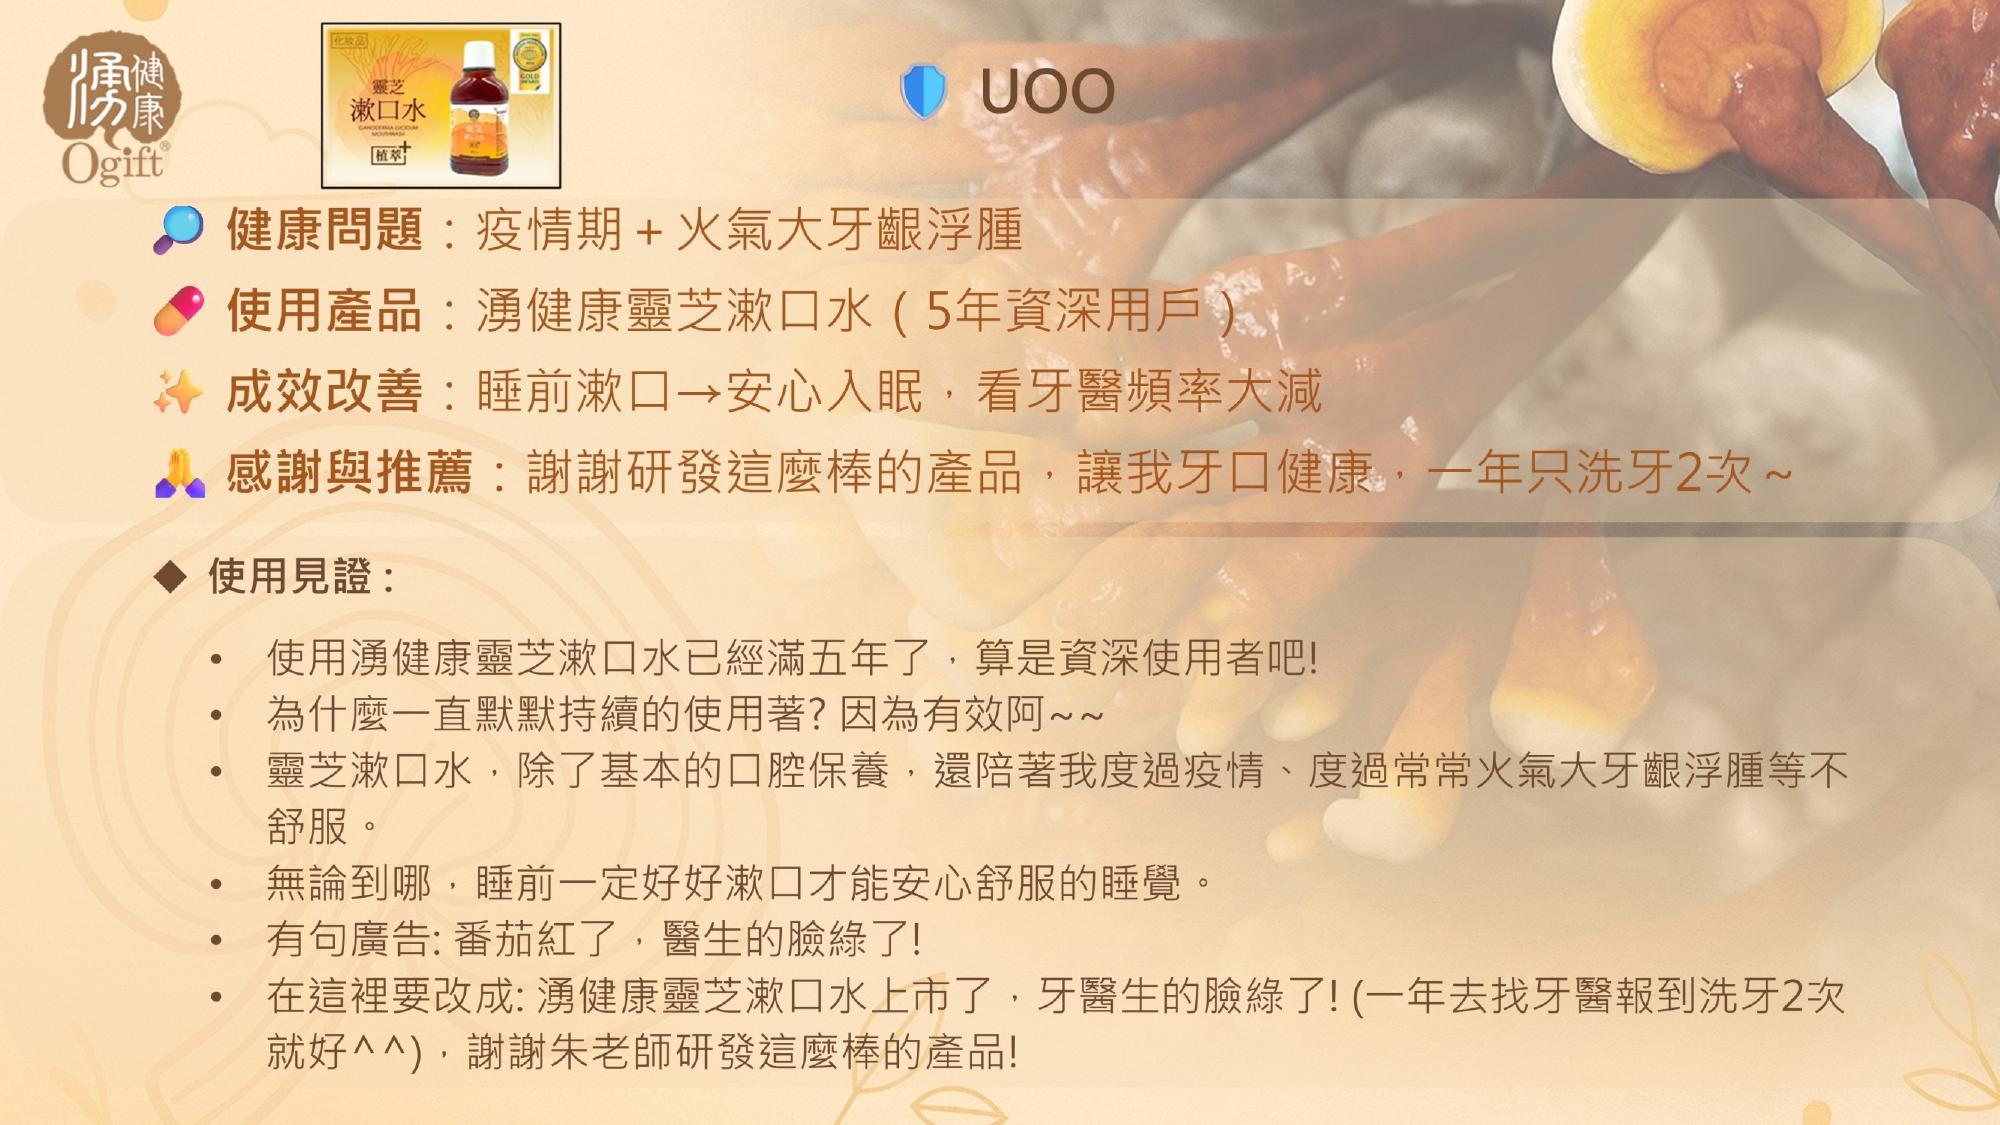 湧健康
Ogift®
化妝品
靈芝
漱口水
GANODERMA LUCIDUM
MOUTHWASH
植萃+
GOLD
AWARD
UOO
健康問題：疫情期＋火氣大牙齦浮腫
使用產品：湧健康靈芝漱口水（5年資深用戶）
成效改善：睡前漱口→安心入眠，看牙醫頻率大減
感謝與推薦：謝謝研發這麼棒的產品，讓我牙口健康，一年只洗牙2次～
◆ 使用見證：
• 使用湧健康靈芝漱口水已經滿五年了，算是資深使用者吧!
• 為什麼一直默默持續的使用著? 因為有效阿~~
• 靈芝漱口水，除了基本的口腔保養，還陪著我度過疫情、度過常常火氣大牙齦浮腫等不
舒服。
• 無論到哪，睡前一定好好漱口才能安心舒服的睡覺。
• 有句廣告: 番茄紅了，醫生的臉綠了!
• 在這裡要改成: 湧健康靈芝漱口水上市了，牙醫生的臉綠了! (一年去找牙醫報到洗牙2次
就好^^)，謝謝朱老師研發這麼棒的產品!